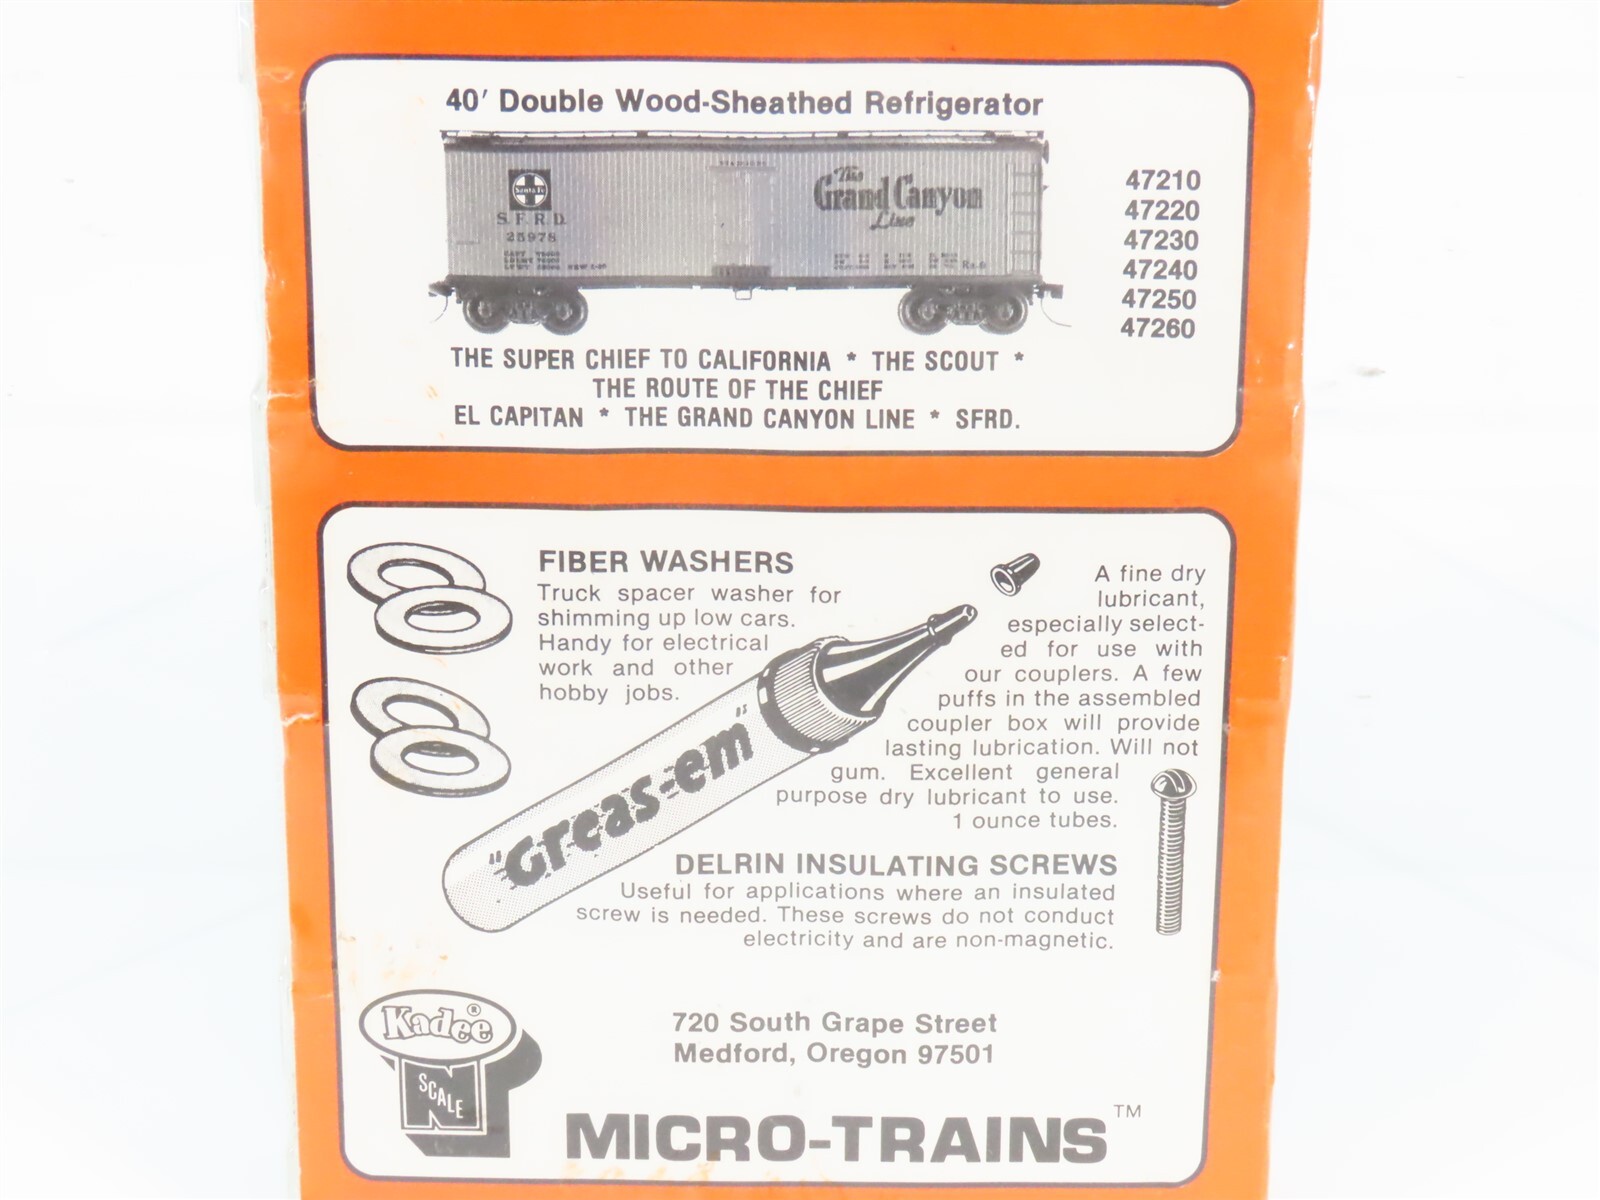 40' Double Wood-Sheathed Refrigerator
Santa Fe
S. F. R. D.
25978
The
Grand Canyon
Line
47210
47220
47230
47240
47250
47260
THE SUPER CHIEF TO CALIFORNIA * THE SCOUT *
THE ROUTE OF THE CHIEF
EL CAPITAN * THE GRAND CANYON LINE * SFRD.
FIBER WASHERS
Truck spacer washer for
shimming up low cars.
Handy for electrical
work and other
hobby jobs.
"Greas-em"
A fine dry
lubricant,
especially select-
ed for use with
our couplers. A few
puffs in the assembled
coupler box will provide
lasting lubrication. Will not
gum. Excellent general
purpose dry lubricant to use.
1 ounce tubes.
DELRIN INSULATING SCREWS
Useful for applications where an insulated
screw is needed. These screws do not conduct
electricity and are non-magnetic.
Kadee®
N
SCALE
720 South Grape Street
Medford, Oregon 97501
MICRO-TRAINS™